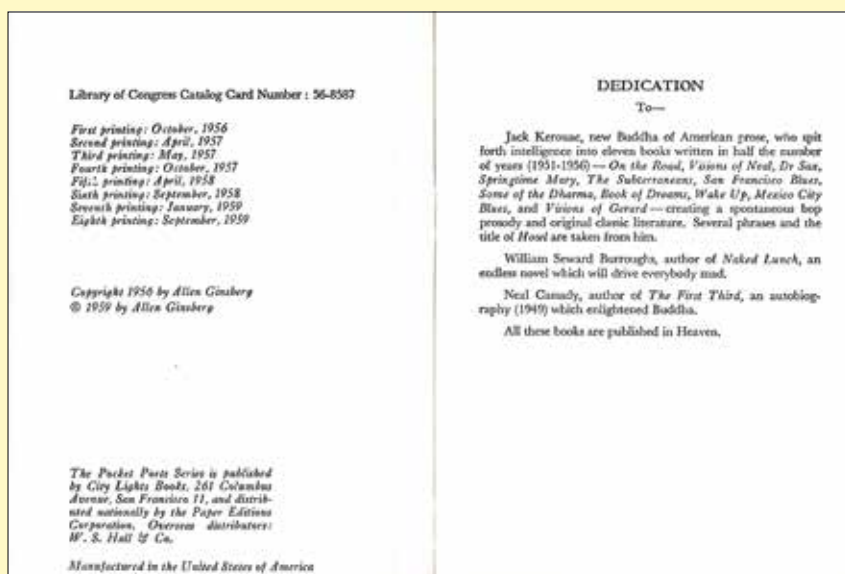 Library of Congress Catalog Card Number : 56-8587
First printing: October, 1956
Second printing: April, 1957
Third printing: May, 1957
Fourth printing: October, 1957
printing: April, 1958
Sixth printing: September, 1958
Seventh printing: January, 1959
Eighth printing: September, 1959
Copyright 1956 by Allen Ginsberg
© 1959 by Allen Ginsberg
The Pocket Poets Series is published
by City Lights Books, 261 Columbus
Avenue, San Francisco 11, and distrib-
uted nationally by the Paper Editions
Corporation, Overseas distributors:
W. S. Hall & Co.
Manufactured in the United States of America
DEDICATION
To—
Jack Kerouac, new Buddha of American prose, who spit
forth intelligence into eleven books written in half the number
of years (1951-1956) — On the Road, Visions of Neal, Dr Sax,
Springtime Mary, The Subterraneans, San Francisco Blues,
Some of the Dharma, Book of Dreams, Wake Up, Mexico City
Blues, and Visions of Gerard — creating a spontaneous bop
prosody and original classic literature. Several phrases and the
title of Howl are taken from him.
William Seward Burroughs, author of Naked Lunch, an
endless novel which will drive everybody mad.
Neal Cassady, author of The First Third, an autobiog-
raphy (1949) which enlightened Buddha.
All these books are published in Heaven.